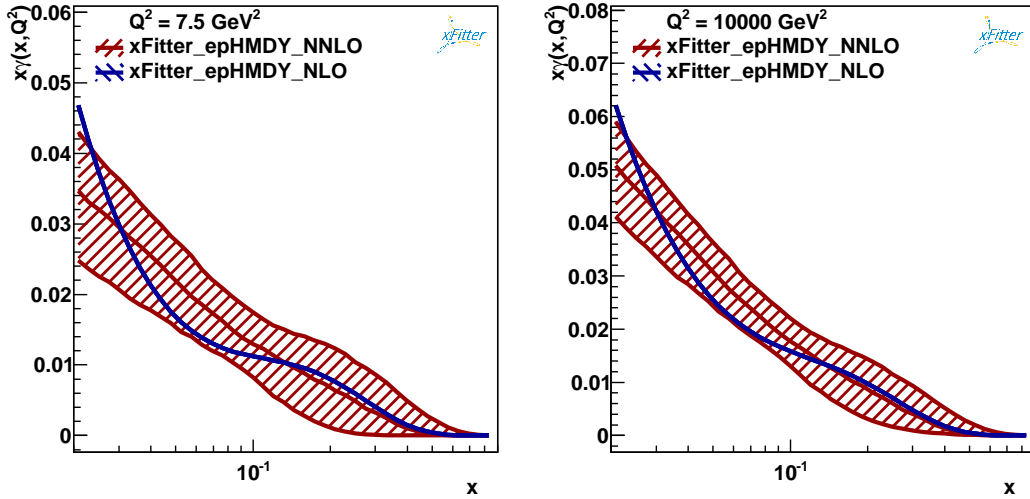 Q² = 7.5 GeV²
xFitter_epHMDY_NNLO
xFitter_epHMDY_NLO
xFitter
xγ(x,Q²)
0.06
0.05
0.04
0.03
0.02
0.01
0
10⁻¹
x
Q² = 10000 GeV²
xFitter_epHMDY_NNLO
xFitter_epHMDY_NLO
xFitter
xγ(x,Q²)
0.08
0.07
0.06
0.05
0.04
0.03
0.02
0.01
0
10⁻¹
x